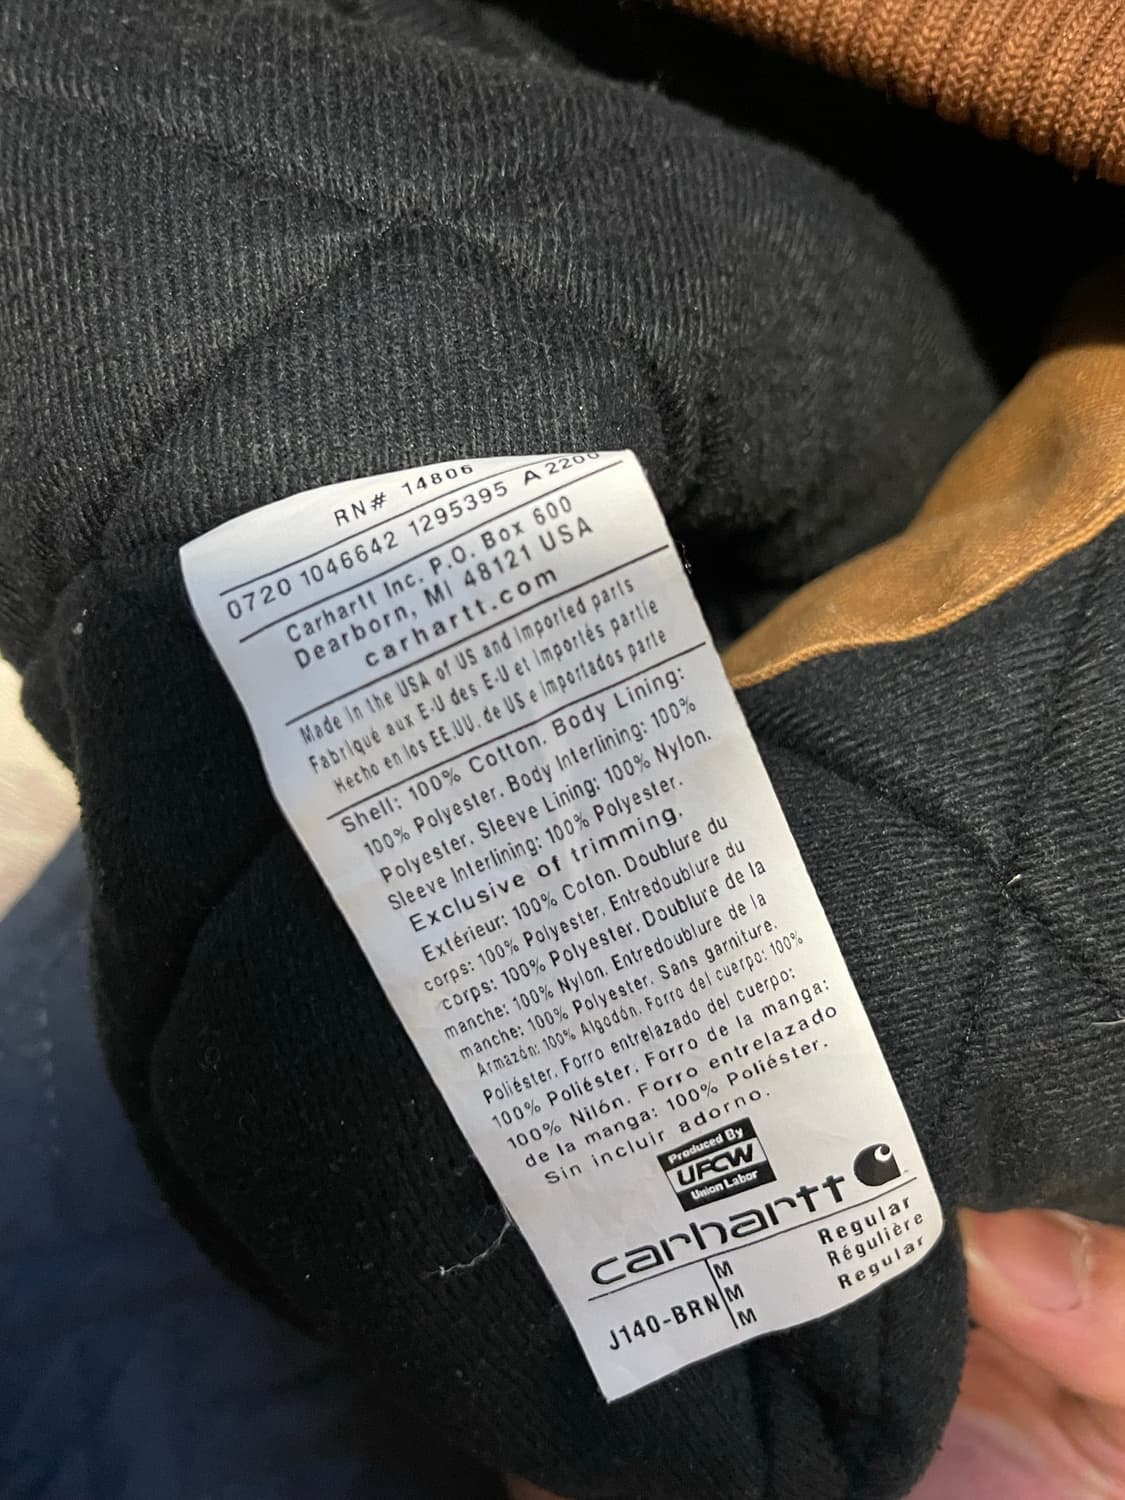 RN# 14806
0720 1046642 1295395 A 2200
Carhartt Inc. P.O. Box 600
Dearborn, MI 48121 USA
carhartt.com
Made in the USA of US and imported parts
Fabriqué aux E-U des E-U et importés partie
Hecho en los EE.UU. de US e importados parte
Shell: 100% Cotton. Body Lining:
100% Polyester. Body Interlining: 100%
Polyester. Sleeve Lining: 100% Nylon.
Sleeve Interlining: 100% Polyester.
Exclusive of trimming.
Extérieur: 100% Coton. Doublure du
corps: 100% Polyester. Entredoublure du
corps: 100% Polyester. Doublure de la
manche: 100% Nylon. Entredoublure de la
manche: 100% Polyester. Sans garniture.
Armazón: 100% Algodón. Forro del cuerpo: 100%
Poliéster. Forro entrelazado del cuerpo:
100% Poliéster. Forro de la manga:
100% Nilón. Forro entrelazado
de la manga: 100% Poliéster.
Sin incluir adorno.
Produced By
UFCW
Union Labor
carhartt
M Regular
M Régulière
J140-BRN M Regular